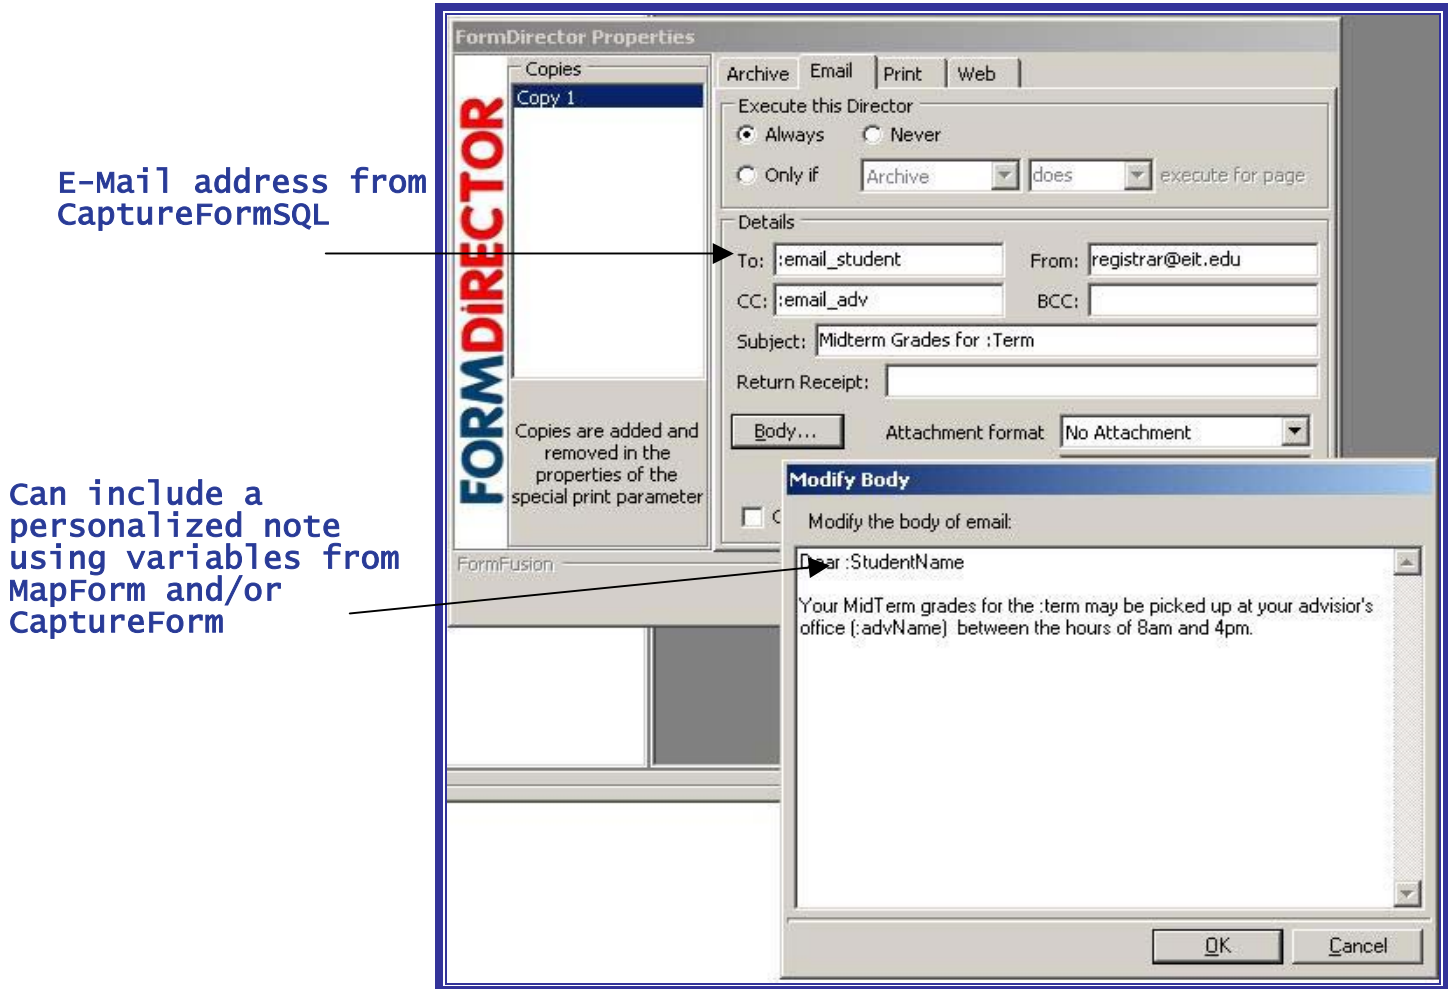 E-Mail address from
CaptureFormSQL
Can include a
personalized note
using variables from
MapForm and/or
CaptureForm
FormDirector Properties
FORMDiRECTOR
Copies
Copy 1
Copies are added and
removed in the
properties of the
special print parameter
Archive Email Print Web
Execute this Director
Always Never
Only if Archive does execute for page
Details
To: :email_student From: registrar@eit.edu
CC: :email_adv BCC:
Subject: Midterm Grades for :Term
Return Receipt:
Body... Attachment format No Attachment
FormFusion
Modify Body
Modify the body of email:
Dear :StudentName
Your MidTerm grades for the :term may be picked up at your advisior's
office (:advName) between the hours of 8am and 4pm.
OK Cancel